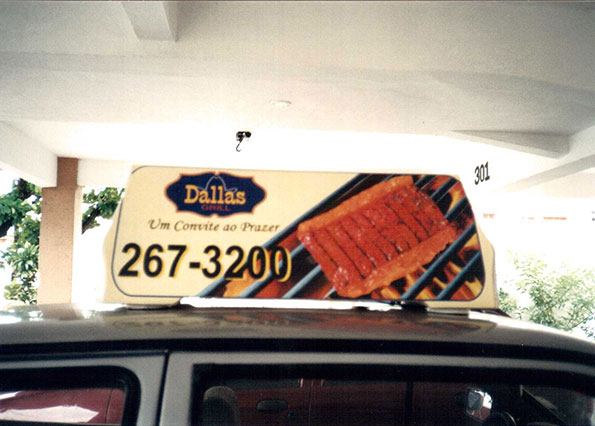 301
Dallas
GRILL
Um Convite ao Prazer
267-3200